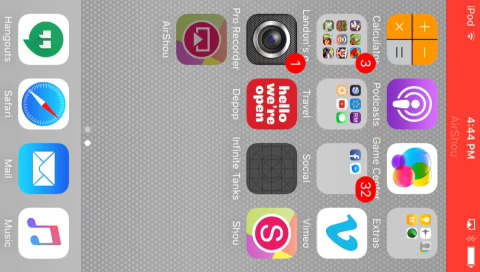 iPod 4:44 PM
AirShou
Calculator Podcasts Game Center Extras
3 32
Landon's Travel Social Vimeo
1
hello
we're
open
Pro Recorder Depop Infinite Tanks Shou
AirShou
Hangouts Safari Mail Music